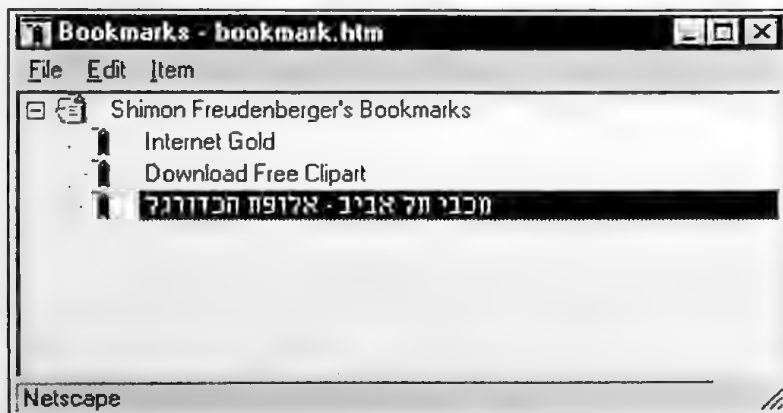 Bookmarks - bookmark.htm
File Edit Item
Shimon Freudenberger's Bookmarks
Internet Gold
Download Free Clipart
מכבי תל אביב - אלופת הכדורגל
Netscape